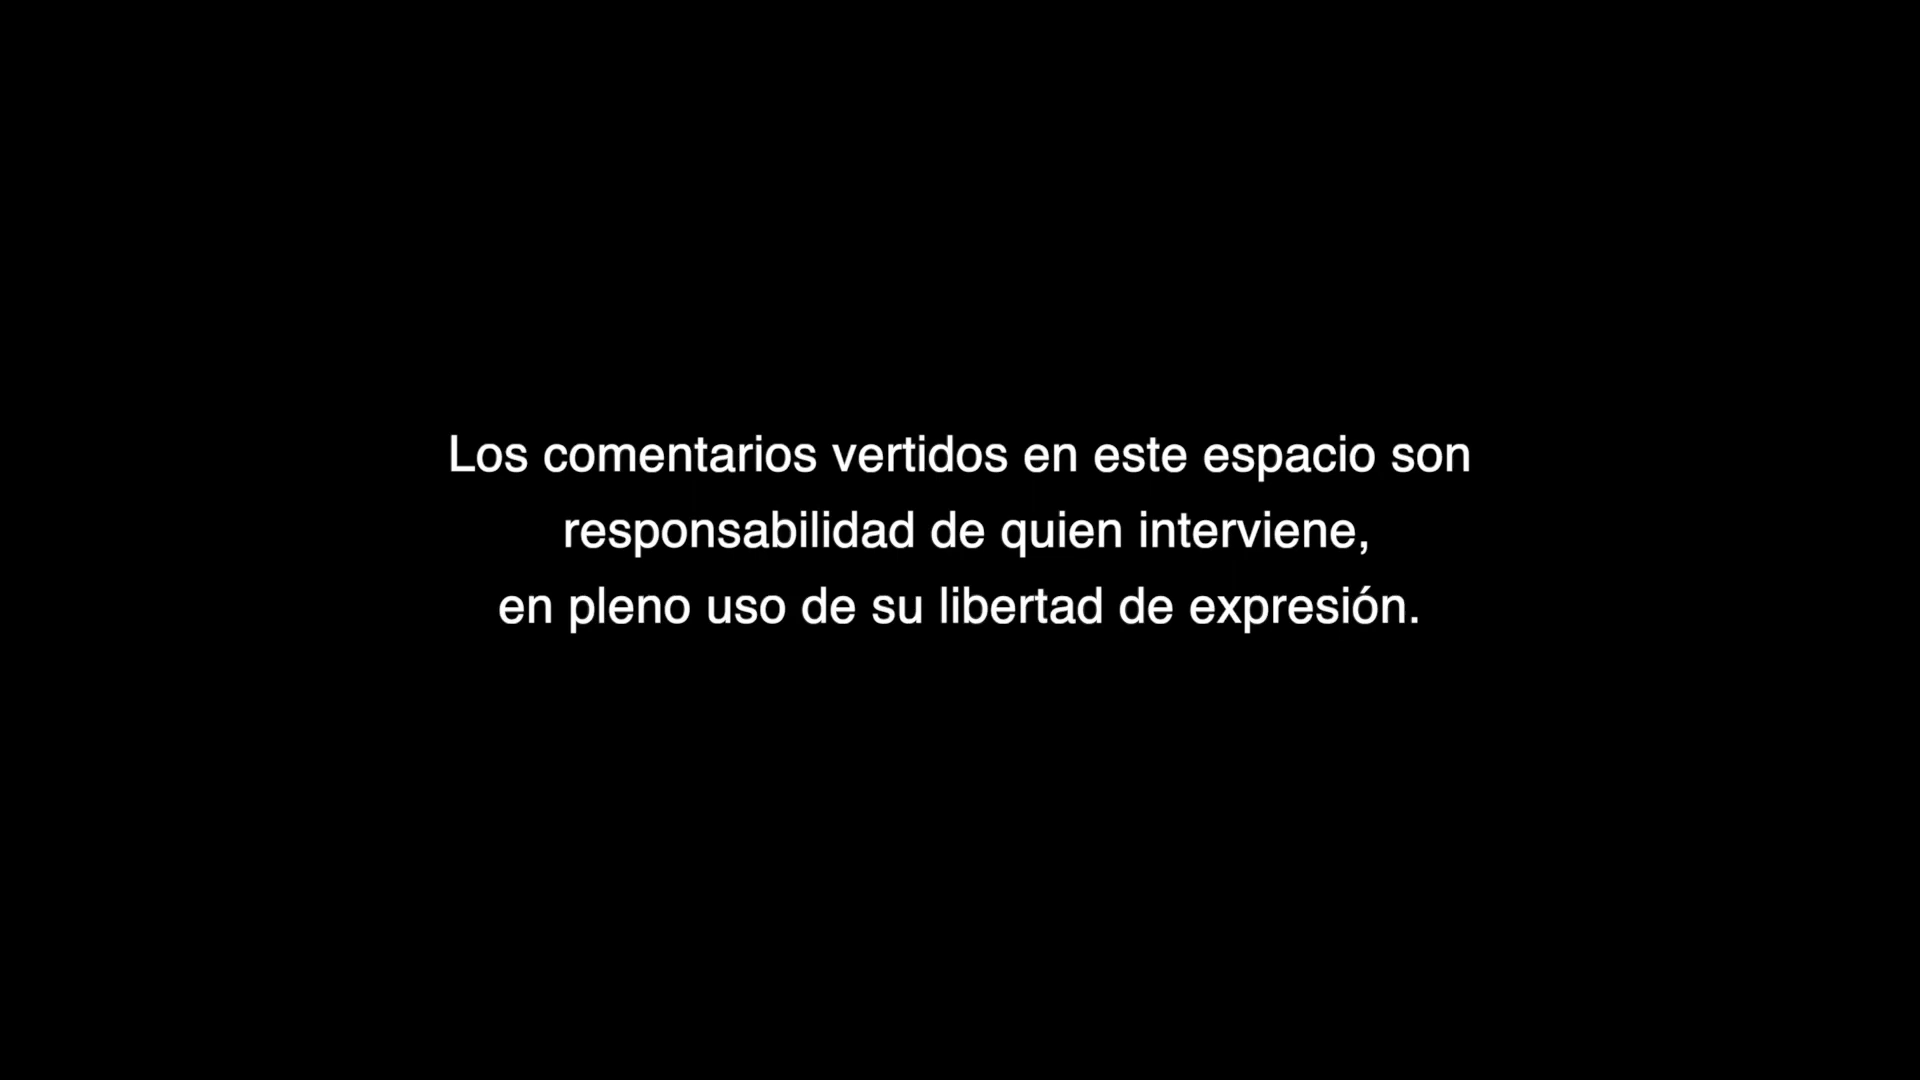 Los comentarios vertidos en este espacio son
responsabilidad de quien interviene,
en pleno uso de su libertad de expresión.